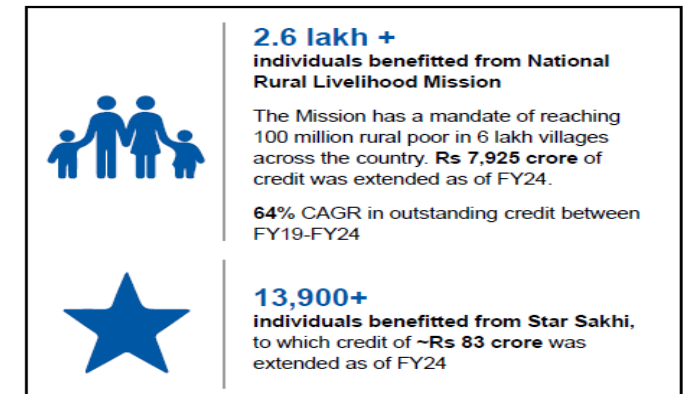 2.6 lakh +
individuals benefitted from National
Rural Livelihood Mission
The Mission has a mandate of reaching
100 million rural poor in 6 lakh villages
across the country. Rs 7,925 crore of
credit was extended as of FY24.
64% CAGR in outstanding credit between
FY19-FY24
13,900+
individuals benefitted from Star Sakhi,
to which credit of ~Rs 83 crore was
extended as of FY24